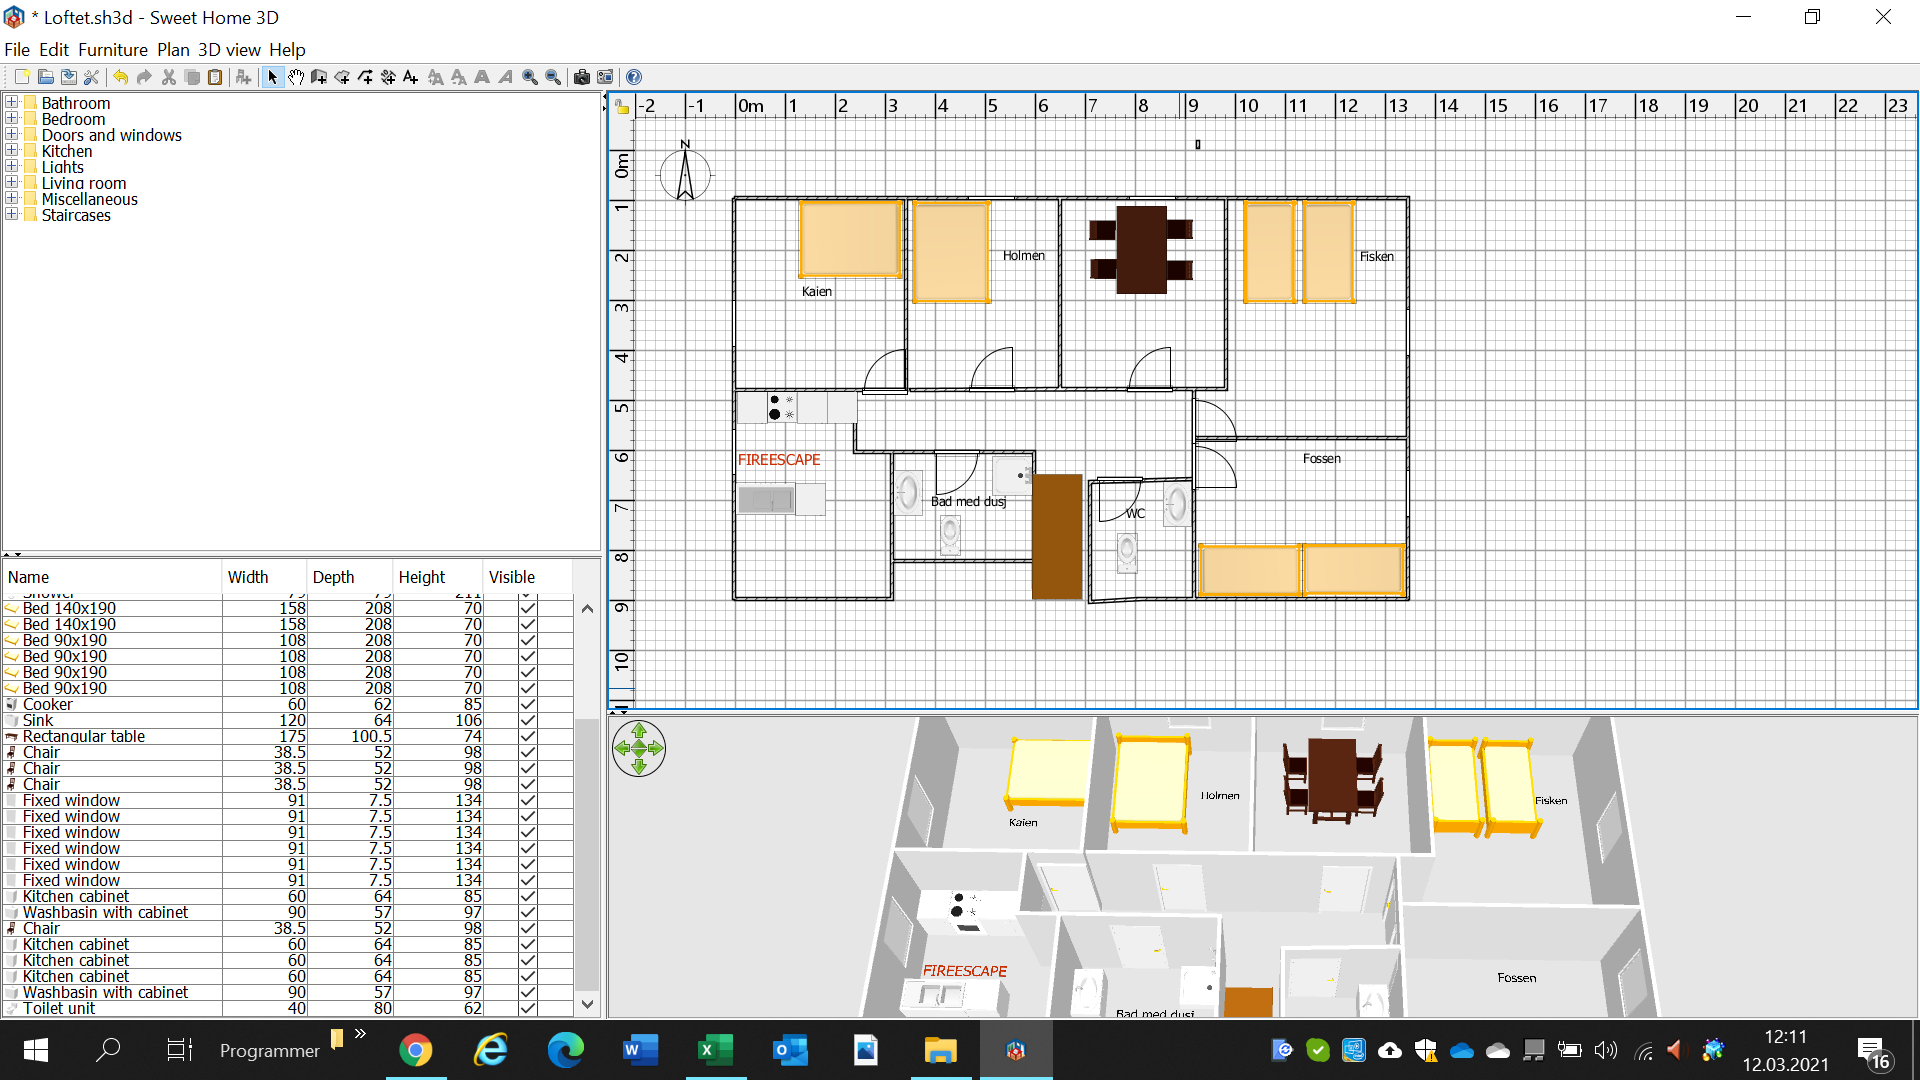 * Loftet.sh3d - Sweet Home 3D
File Edit Furniture Plan 3D view Help
Bathroom
Bedroom
Doors and windows
Kitchen
Lights
Living room
Miscellaneous
Staircases
-2 -1 0m 1 2 3 4 5 6 7 8 9 10 11 12 13 14 15 16 17 18 19 20 21 22 23
0m
1
2
3
4
5
6
7
8
9
10
N
Kaien
Holmen
Fisken
FIREESCAPE
Bad med dusj
WC
Fossen
Name Width Depth Height Visible
Shower 79 79 211
Bed 140x190 158 208 70
Bed 140x190 158 208 70
Bed 90x190 108 208 70
Bed 90x190 108 208 70
Bed 90x190 108 208 70
Bed 90x190 108 208 70
Cooker 60 62 85
Sink 120 64 106
Rectangular table 175 100.5 74
Chair 38.5 52 98
Chair 38.5 52 98
Chair 38.5 52 98
Fixed window 91 7.5 134
Fixed window 91 7.5 134
Fixed window 91 7.5 134
Fixed window 91 7.5 134
Fixed window 91 7.5 134
Fixed window 91 7.5 134
Kitchen cabinet 60 64 85
Washbasin with cabinet 90 57 97
Chair 38.5 52 98
Kitchen cabinet 60 64 85
Kitchen cabinet 60 64 85
Kitchen cabinet 60 64 85
Washbasin with cabinet 90 57 97
Toilet unit 40 80 62
Kaien
Holmen
Fisken
FIREESCAPE
Bad med dusj
Fossen
Programmer
12:11
12.03.2021
16